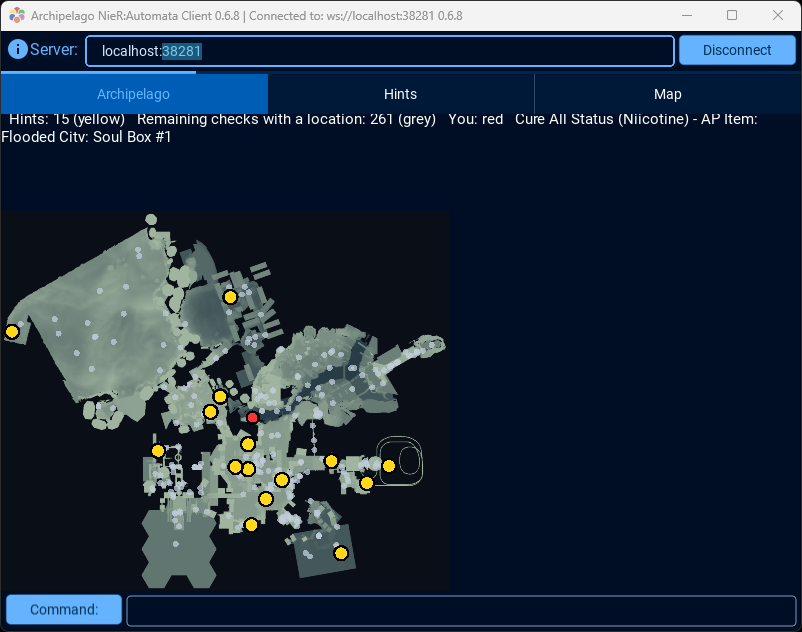 Archipelago NieR:Automata Client 0.6.8 | Connected to: ws://localhost:38281 0.6.8
Server: localhost:38281 Disconnect
Archipelago Hints Map
Hints: 15 (yellow) Remaining checks with a location: 261 (grey) You: red Cure All Status (Niicotine) - AP Item:
Flooded City: Soul Box #1
Command: